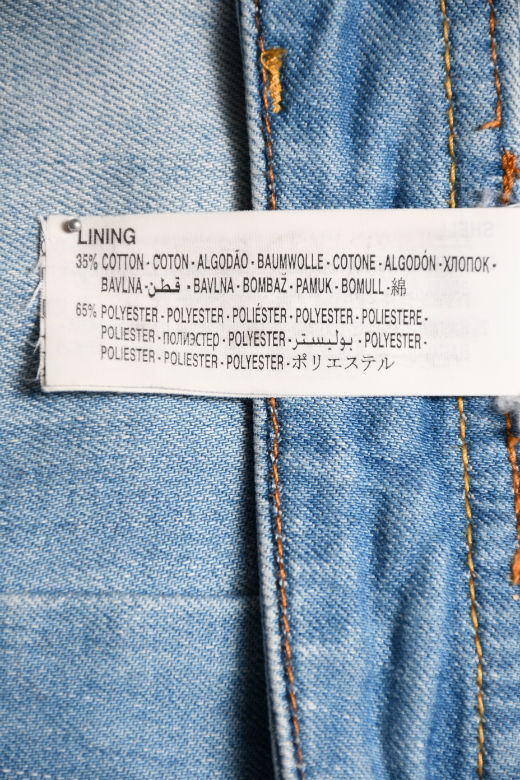 LINING
35% COTTON - COTON - ALGODÃO - BAUMWOLLE - COTONE - ALGODÓN - ХЛОПОК -
BAVLNA - قطن - BAVLNA - BOMBAŽ - PAMUK - BOMULL - 綿
65% POLYESTER - POLYESTER - POLIÉSTER - POLYESTER - POLIESTERE -
POLIESTER - ПОЛИЭСТЕР - POLYESTER - بوليستر - POLYESTER -
POLIESTER - POLIESTER - POLYESTER - ポリエステル